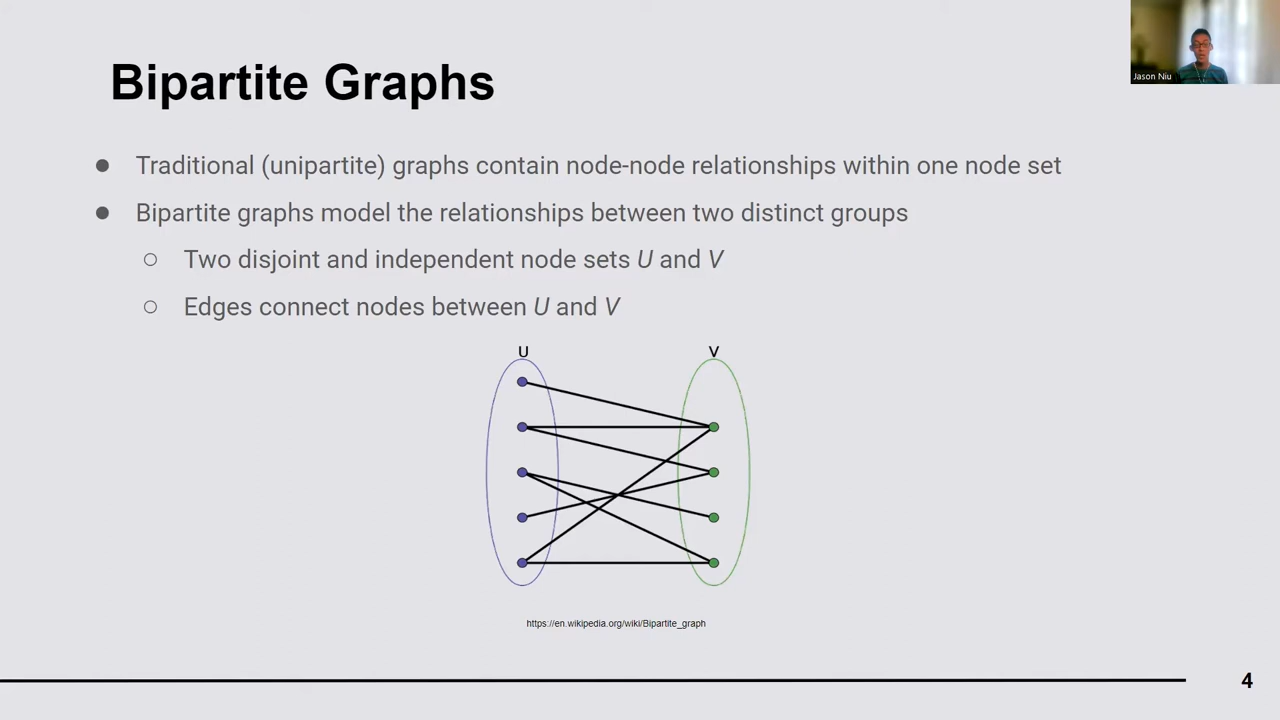 Jason Niu
Bipartite Graphs
● Traditional (unipartite) graphs contain node-node relationships within one node set
● Bipartite graphs model the relationships between two distinct groups
○ Two disjoint and independent node sets U and V
○ Edges connect nodes between U and V
U V
https://en.wikipedia.org/wiki/Bipartite_graph
4